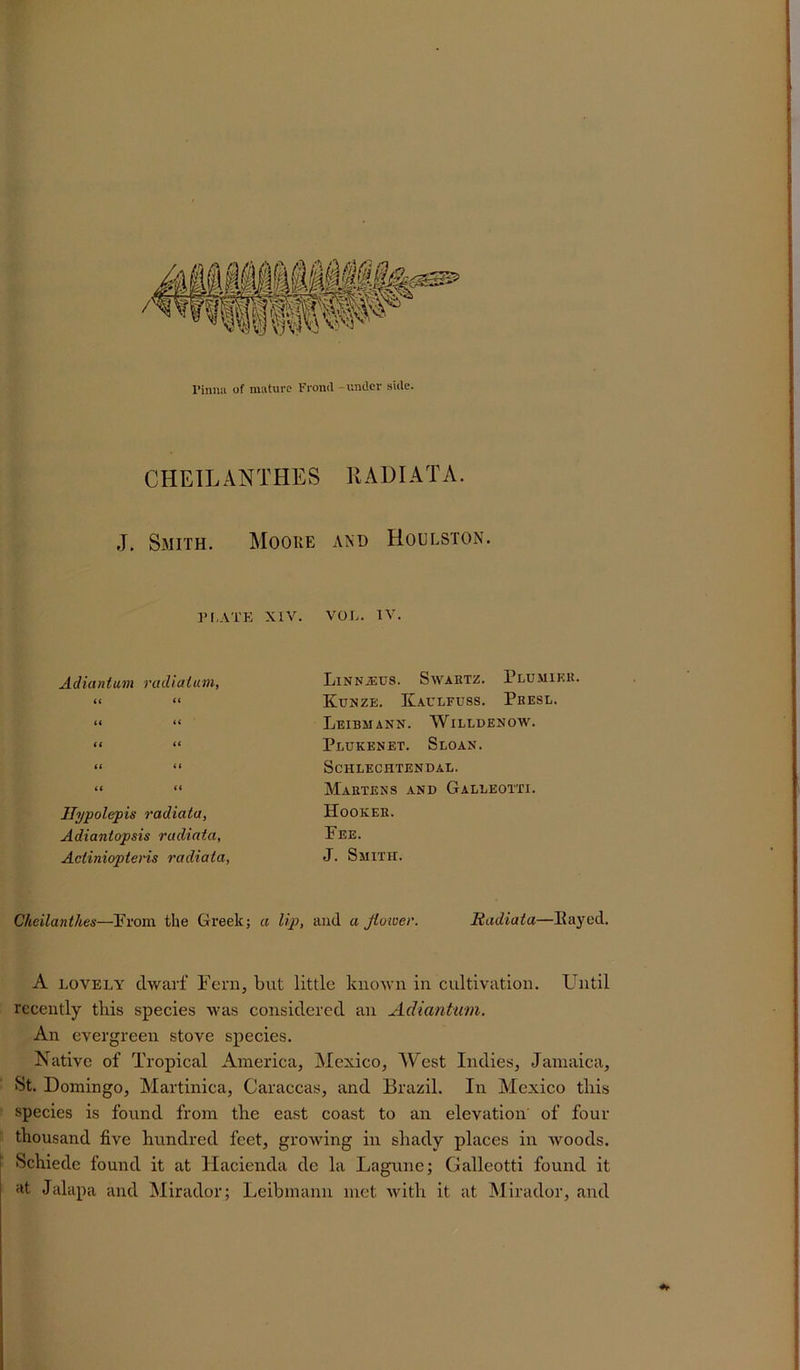 Pinna of mature Frond - under side.
CHEILANTHES RADIATA.
J. SMITH. MOORE AND HOULSTON.
PLATE XIV. VOL. IV.
Adiantum radiatum, LINNÆUS. SWARTZ. PLUMIER.
“ “ KUNZE. KAULFUSS. PRESL.
“ “ LEIBMANN. WILLDENOW.
“ “ PLUKENET. SLOAN.
“ “ SCHLECHTENDAL.
“ “ MARTENS AND GALLEOTTI.
Hypolepis radiata, HOOKER.
Adiantopsis radiata, FEE.
Actiniopteris radiata, J. SMITH.
Cheilanthes—From the Greek; a lip, and a flower. Radiata—Rayed.
A LOVELY dwarf Fern, but little known in cultivation. Until
recently this species was considered an Adiantum.
An evergreen stove species.
Native of Tropical America, Mexico, West Indies, Jamaica,
St. Domingo, Martinica, Caraccas, and Brazil. In Mexico this
species is found from the east coast to an elevation of four
thousand five hundred feet, growing in shady places in woods.
Schiede found it at Hacienda de la Lagune; Galleotti found it
at Jalapa and Mirador; Leibmann met with it at Mirador, and